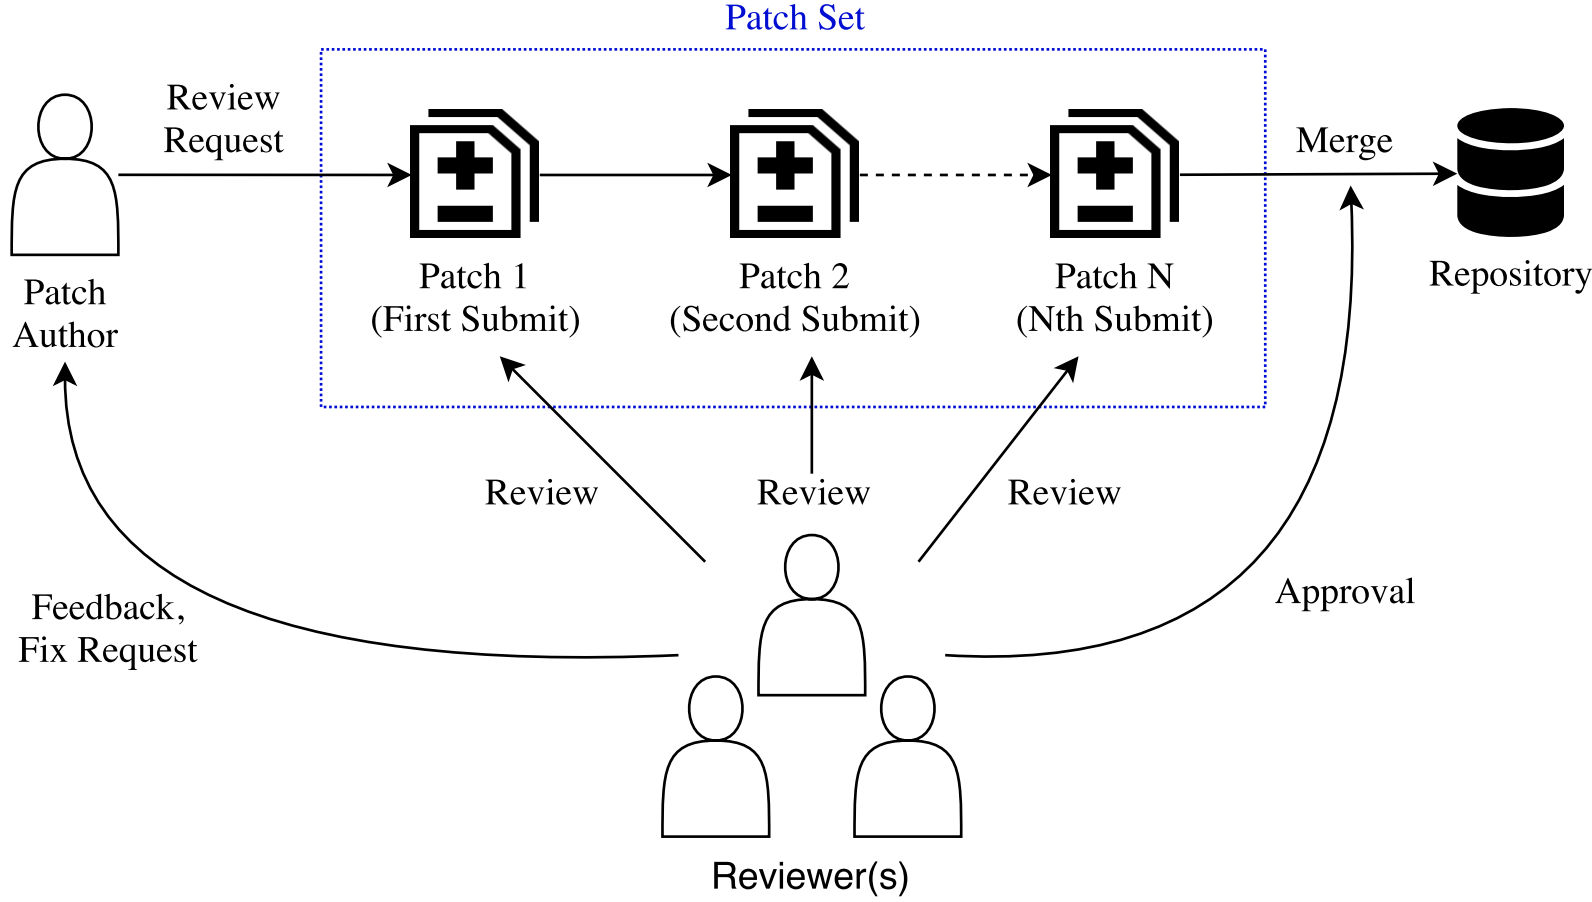 Patch Set
Review
Request
Merge
Patch
Author
Patch 1
(First Submit)
Patch 2
(Second Submit)
Patch N
(Nth Submit)
Repository
Review
Review
Review
Feedback,
Fix Request
Approval
Reviewer(s)